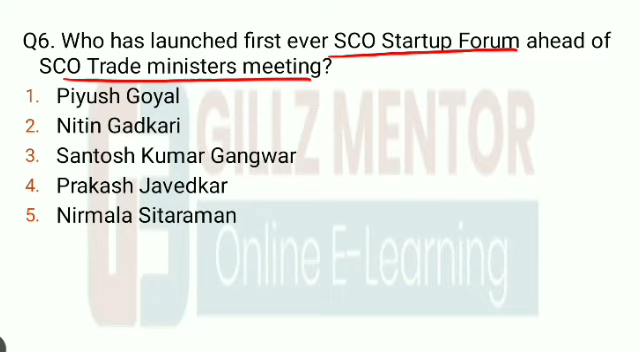 Q6. Who has launched first ever SCO Startup Forum ahead of
SCO Trade ministers meeting?
1. Piyush Goyal
2. Nitin Gadkari
3. Santosh Kumar Gangwar
4. Prakash Javedkar
5. Nirmala Sitaraman
GILLZ MENTOR
Online E-Learning